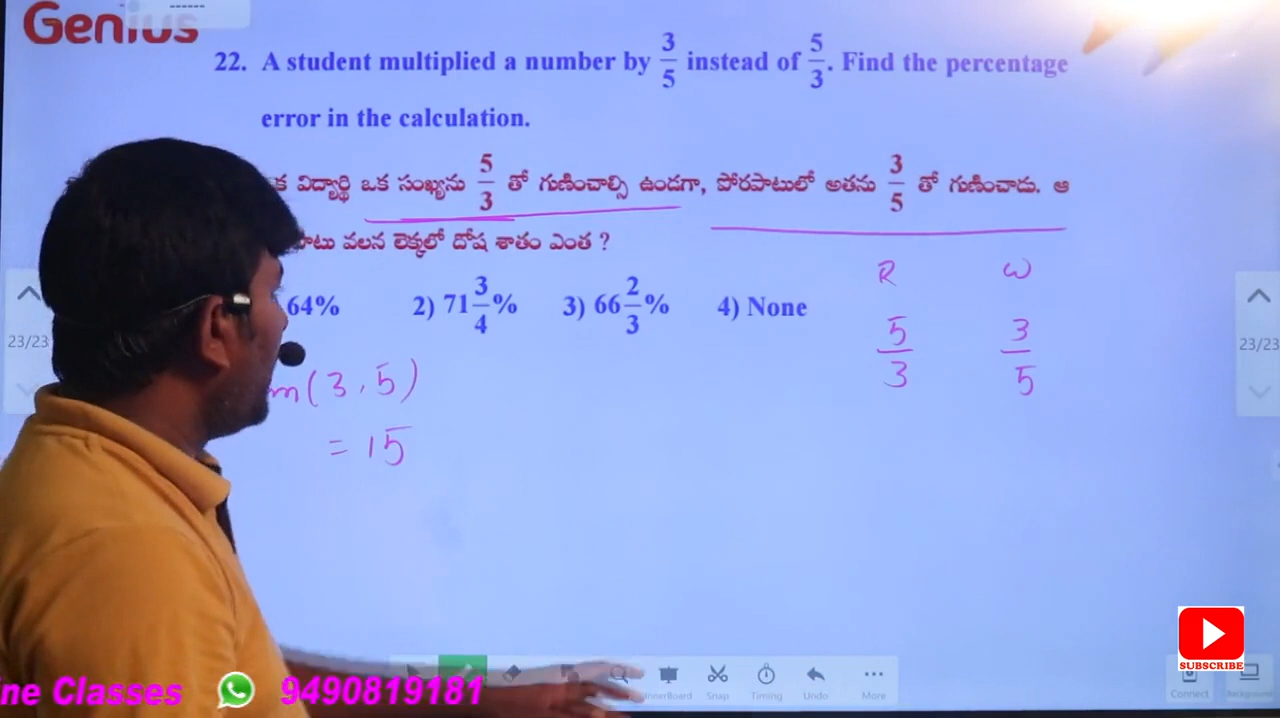 Genius
22. A student multiplied a number by 3/5 instead of 5/3. Find the percentage
error in the calculation.
విద్యార్థి ఒక సంఖ్యను 5/3 తో గుణించాల్సి ఉండగా, పోరపాటులో అతను 3/5 తో గుణించాడు. ఆ
వలన లెక్కలో దోష శాతం ఎంత ?
64% 2) 71 3/4% 3) 66 2/3% 4) None
R W
5/3 3/5
m(3,5)
= 15
23/23
23/23
InnerBoard Snap Timing Undo More
Connect Background
SUBSCRIBE
ne Classes 9490819181